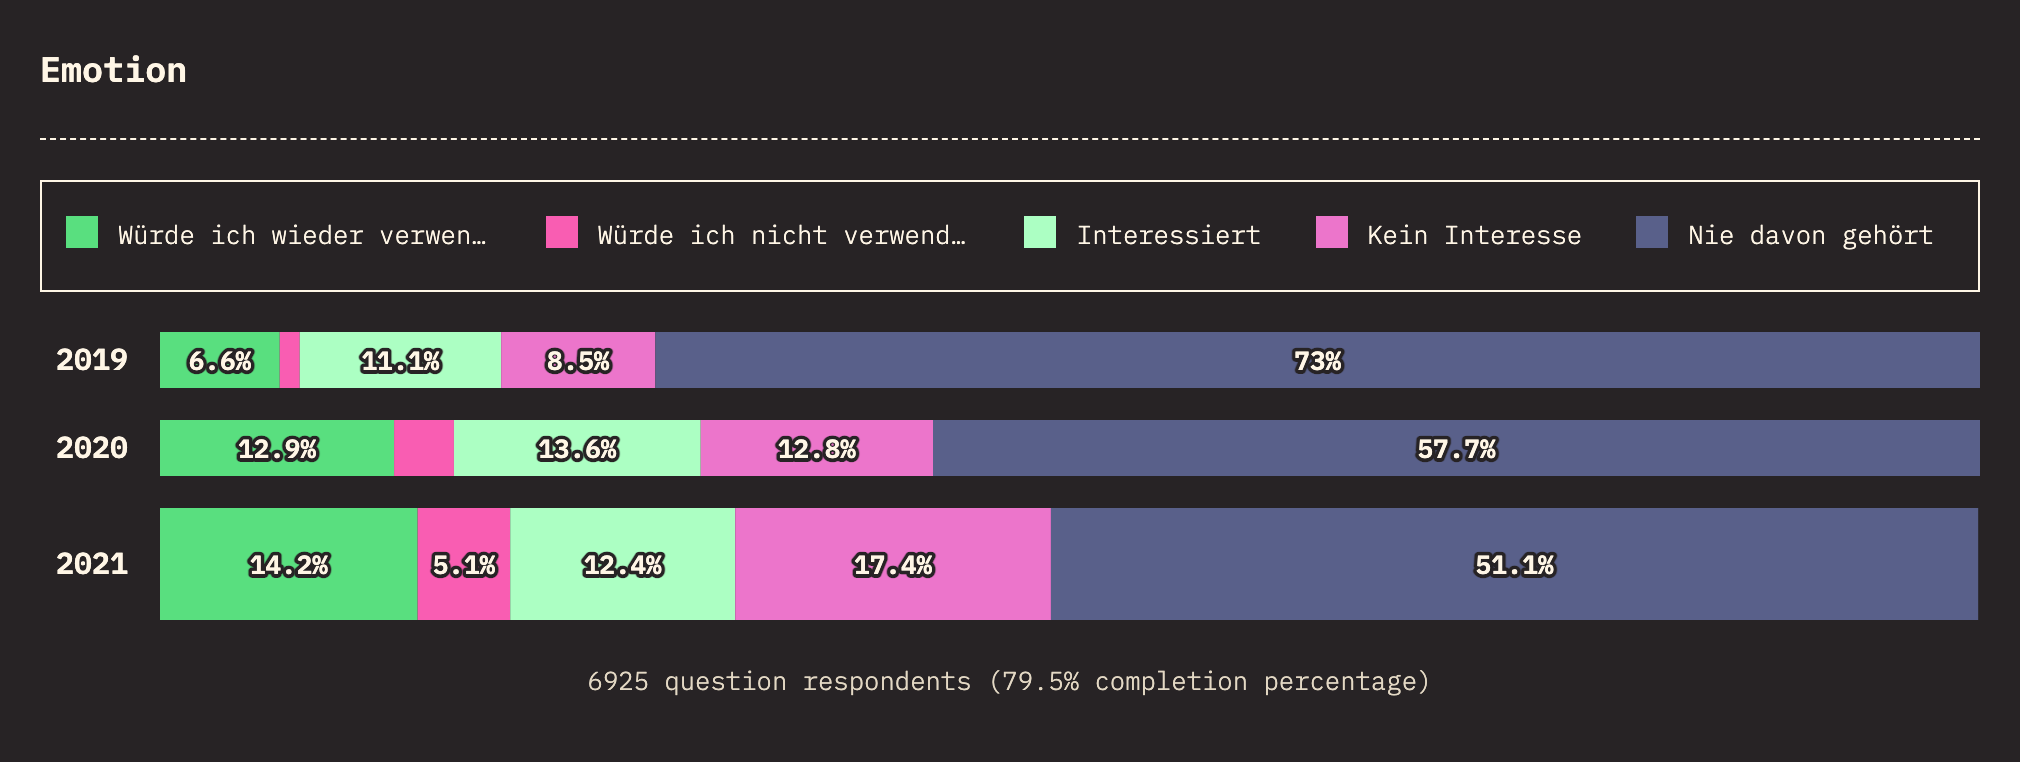 Emotion
Würde ich wieder verwen… Würde ich nicht verwend… Interessiert Kein Interesse Nie davon gehört
2019 6.6% 11.1% 8.5% 73%
2020 12.9% 13.6% 12.8% 57.7%
2021 14.2% 5.1% 12.4% 17.4% 51.1%
6925 question respondents (79.5% completion percentage)